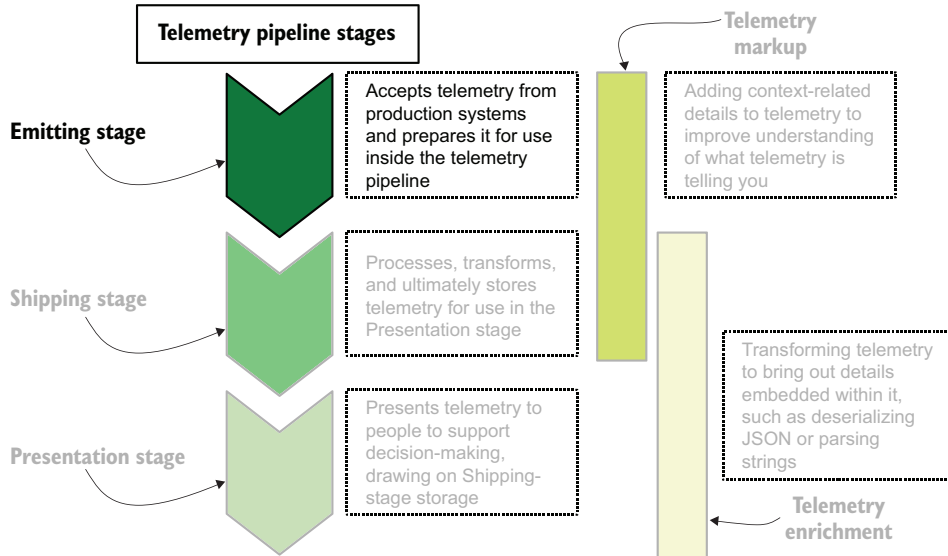 Telemetry pipeline stages
Telemetry
markup
Emitting stage
Accepts telemetry from
production systems
and prepares it for use
inside the telemetry
pipeline
Adding context-related
details to telemetry to
improve understanding
of what telemetry is
telling you
Shipping stage
Processes, transforms,
and ultimately stores
telemetry for use in the
Presentation stage
Transforming telemetry
to bring out details
embedded within it,
such as deserializing
JSON or parsing
strings
Presentation stage
Presents telemetry to
people to support
decision-making,
drawing on Shipping-
stage storage
Telemetry
enrichment